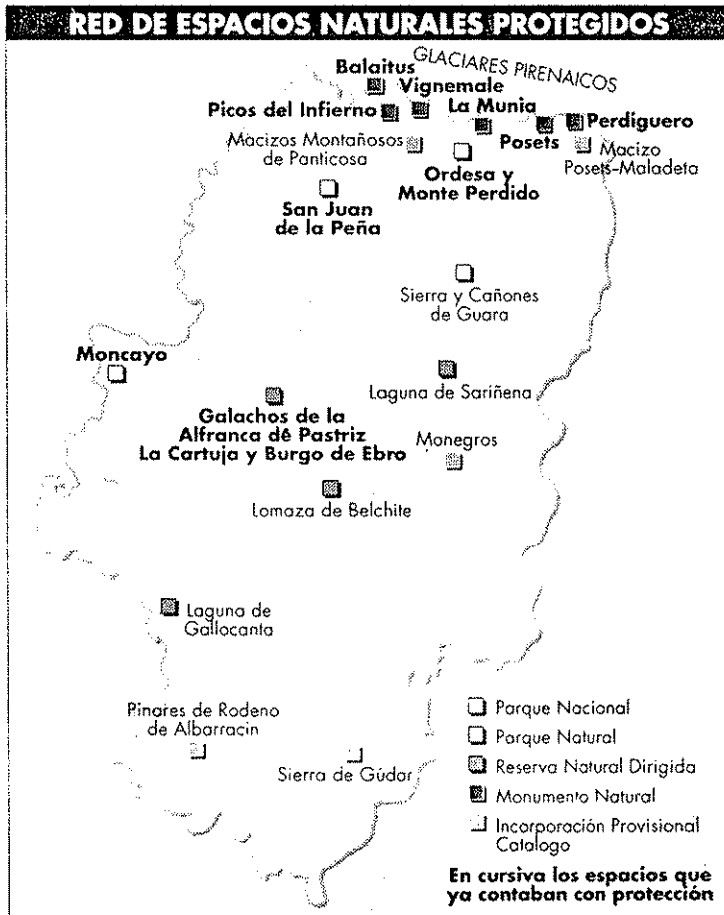 RED DE ESPACIOS NATURALES PROTEGIDOS
GLACIARES PIRENAICOS
Balaitus
Vignemale
Picos del Infierno
La Munia
Perdiguero
Posets
Macizos Montañosos
de Panticosa
Macizo
Posets-Maladeta
Ordesa y
Monte Perdido
San Juan
de la Peña
Sierra y Cañones
de Guara
Moncayo
Laguna de Sariñena
Galachos de la
Alfranca de Pastriz
La Cartuja y Burgo de Ebro
Monegros
Lomaza de Belchite
Laguna de
Gallocanta
Pinares de Rodeno
de Albarracin
Sierra de Gúdar
Parque Nacional
Parque Natural
Reserva Natural Dirigida
Monumento Natural
Incorporación Provisional
Catalogo
En cursiva los espacios que
ya contaban con protección